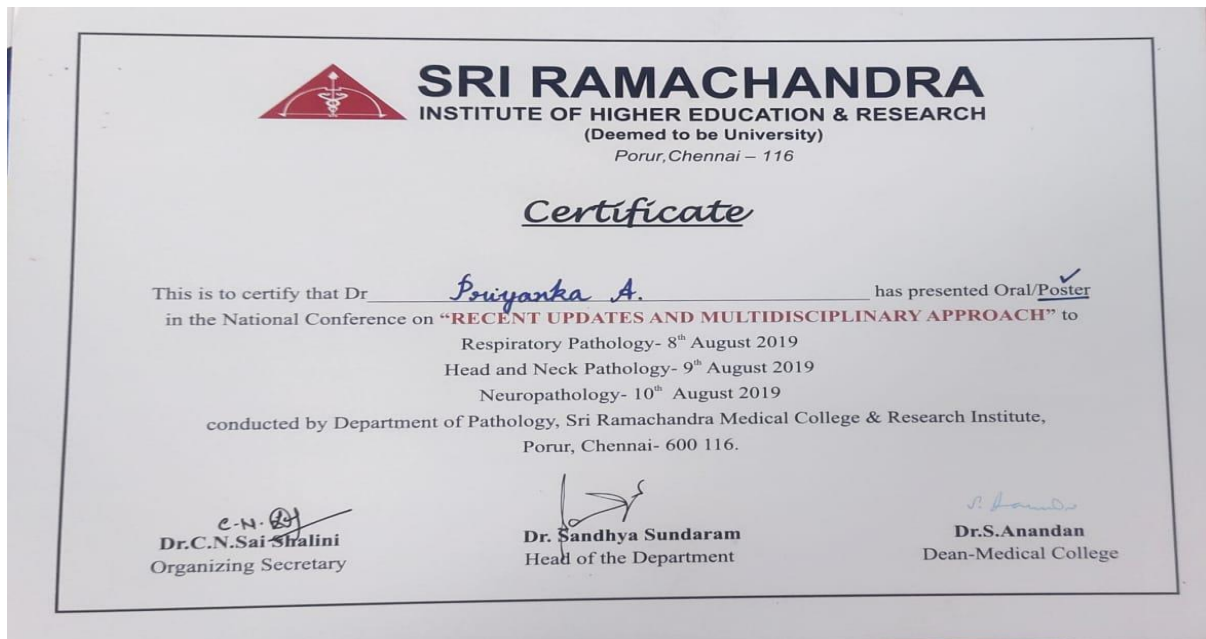 SRI RAMACHANDRA
INSTITUTE OF HIGHER EDUCATION & RESEARCH
(Deemed to be University)
Porur,Chennai – 116
Certificate
This is to certify that Dr Priyanka A. has presented Oral/Poster
in the National Conference on “RECENT UPDATES AND MULTIDISCIPLINARY APPROACH” to
Respiratory Pathology- 8th August 2019
Head and Neck Pathology- 9th August 2019
Neuropathology- 10th August 2019
conducted by Department of Pathology, Sri Ramachandra Medical College & Research Institute,
Porur, Chennai- 600 116.
Dr.C.N.Sai Shalini
Organizing Secretary
Dr. Sandhya Sundaram
Head of the Department
Dr.S.Anandan
Dean-Medical College